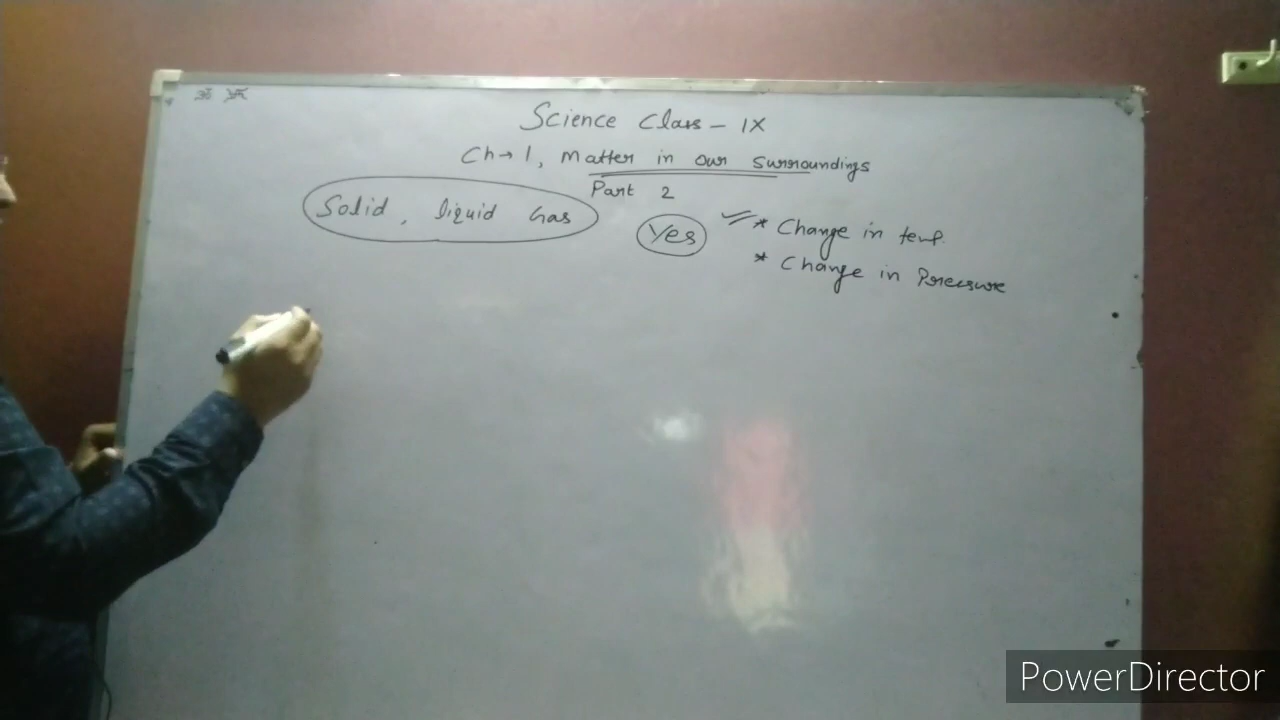 Science Class - IX
Ch→1, Matter in our surroundings
Part 2
Solid, liquid Gas
Yes
* Change in temp.
* Change in Pressure
PowerDirector